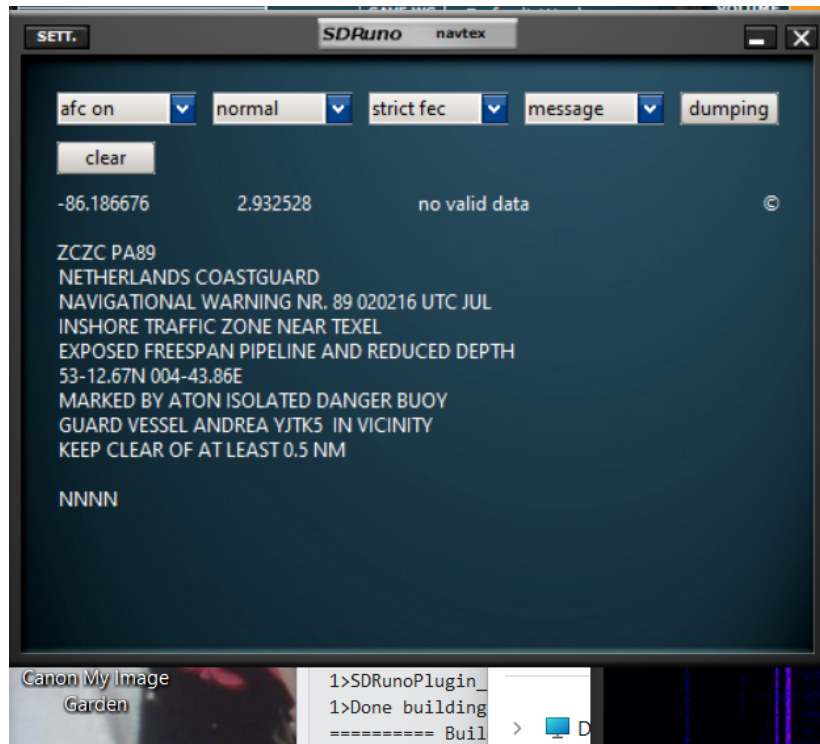 SETT.
SDRuno navtex
afc on normal strict fec message dumping
clear
-86.186676 2.932528 no valid data ©
ZCZC PA89
NETHERLANDS COASTGUARD
NAVIGATIONAL WARNING NR. 89 020216 UTC JUL
INSHORE TRAFFIC ZONE NEAR TEXEL
EXPOSED FREESPAN PIPELINE AND REDUCED DEPTH
53-12.67N 004-43.86E
MARKED BY ATON ISOLATED DANGER BUOY
GUARD VESSEL ANDREA YJTK5  IN VICINITY
KEEP CLEAR OF AT LEAST 0.5 NM
NNNN
Canon My Image
Garden
1>SDRunoPlugin_
1>Done building
========== Buil
> D